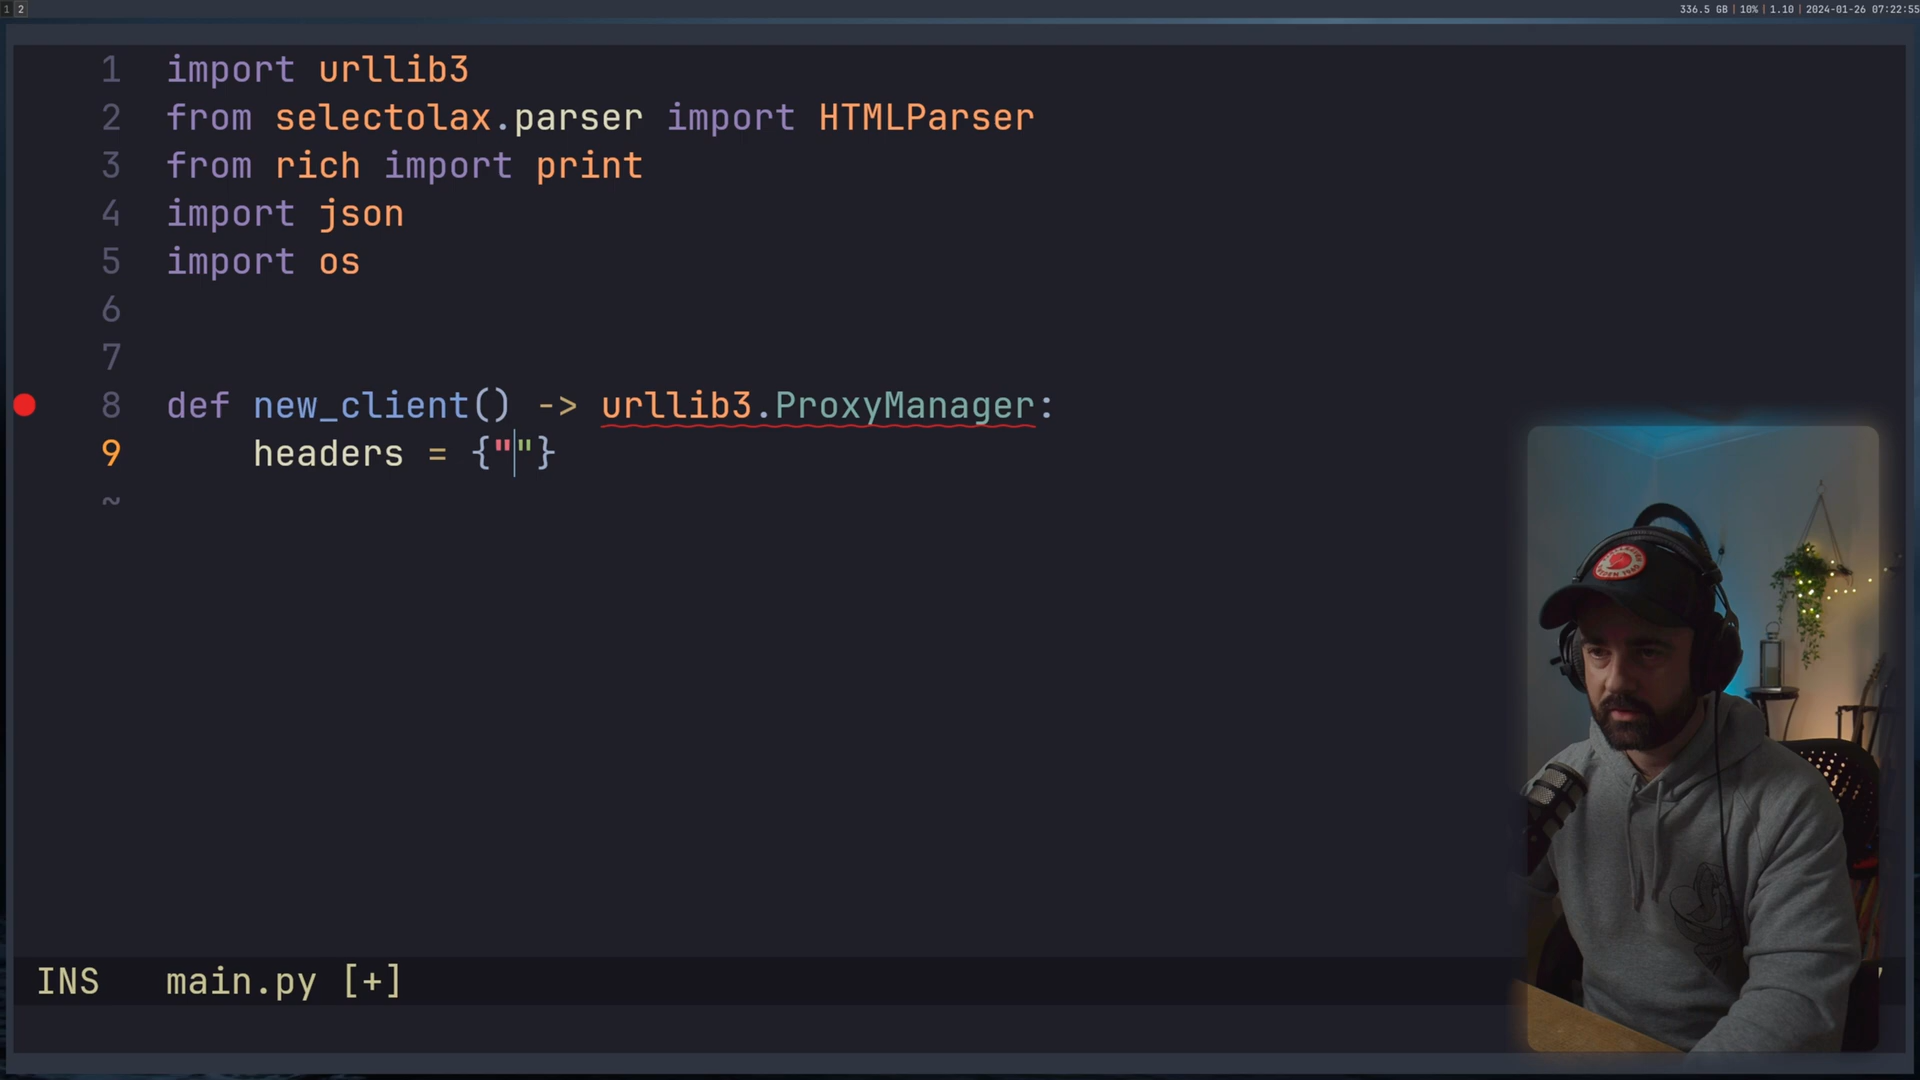 1 2
336.5 GB | 10% | 1.10 | 2024-01-26 07:22:55
1 import urllib3
2 from selectolax.parser import HTMLParser
3 from rich import print
4 import json
5 import os
6
7
8 def new_client() -> urllib3.ProxyManager:
9 headers = {""}
~
INS main.py [+]